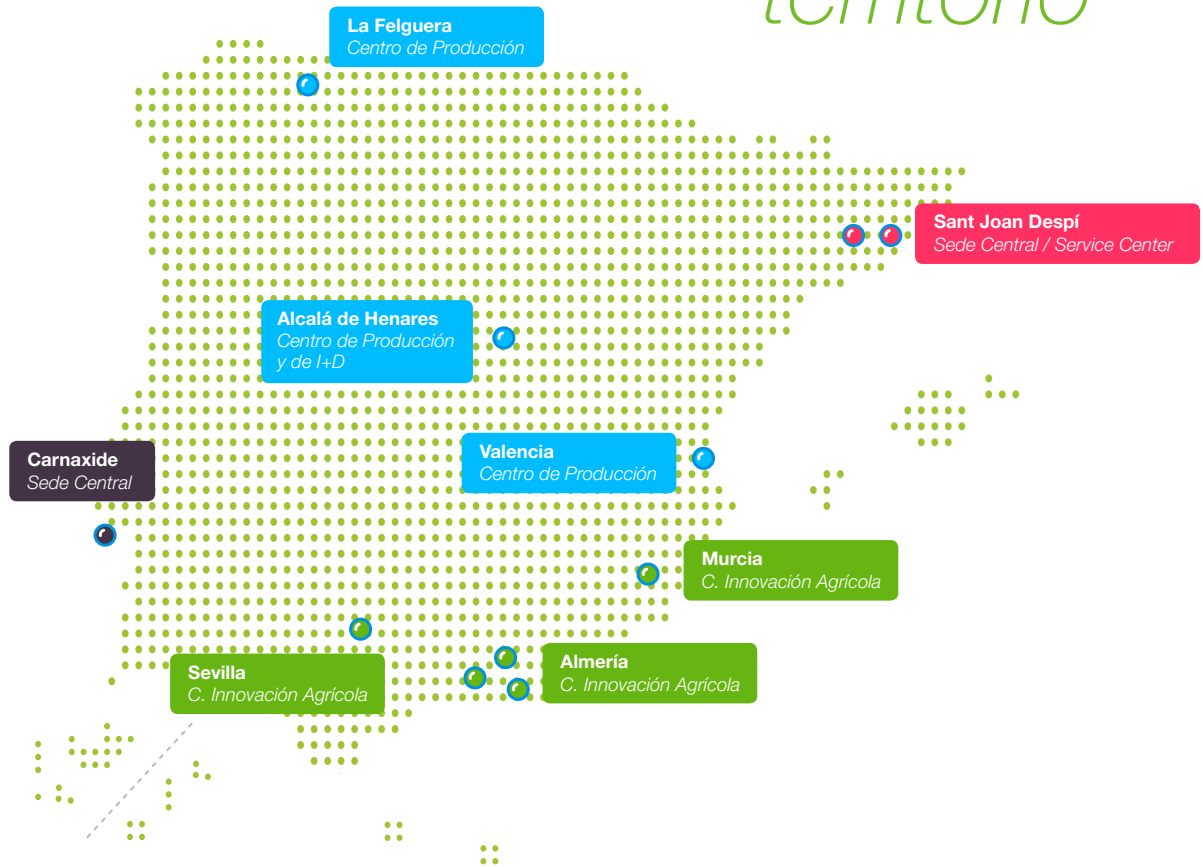 territorio
La Felguera
Centro de Producción
Sant Joan Despí
Sede Central / Service Center
Alcalá de Henares
Centro de Producción
y de I+D
Carnaxide
Sede Central
Valencia
Centro de Producción
Murcia
C. Innovación Agrícola
Sevilla
C. Innovación Agrícola
Almería
C. Innovación Agrícola